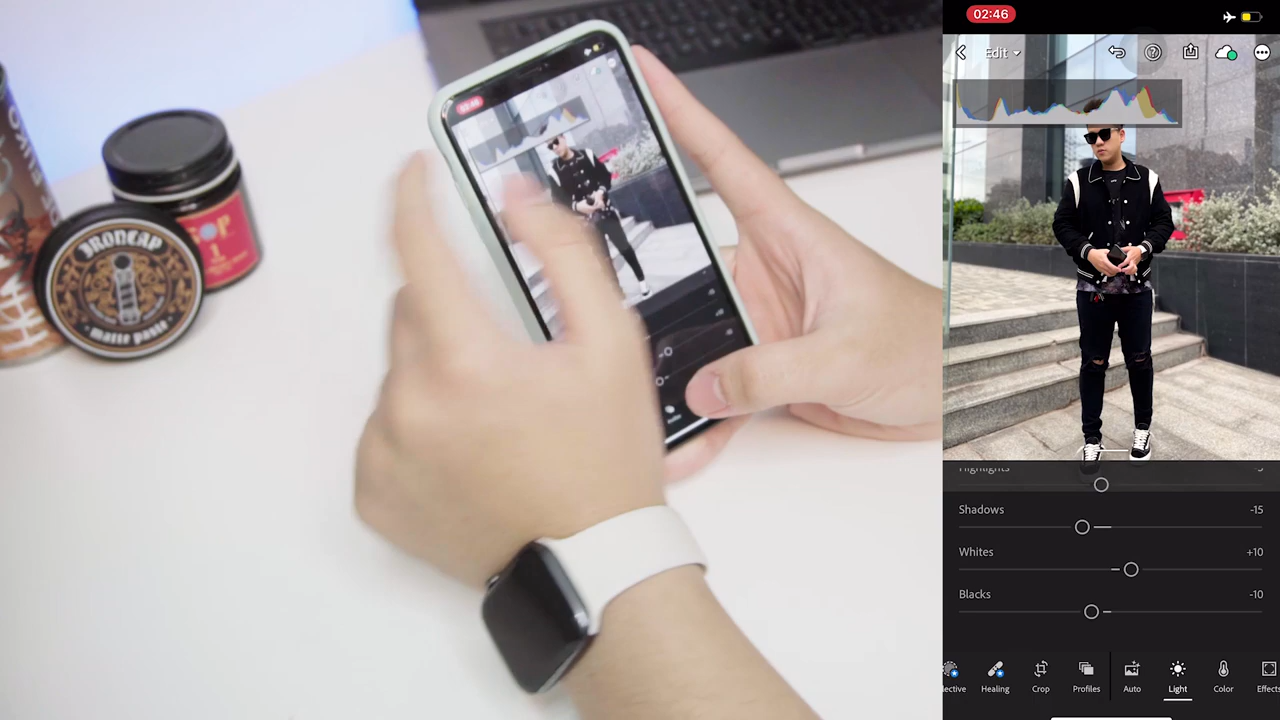 02:46
Edit
Highlights -5
Shadows -15
Whites +10
Blacks -10
Healing
Crop
Profiles
Auto
Light
Color
Effects
IRONCAP
matte paste